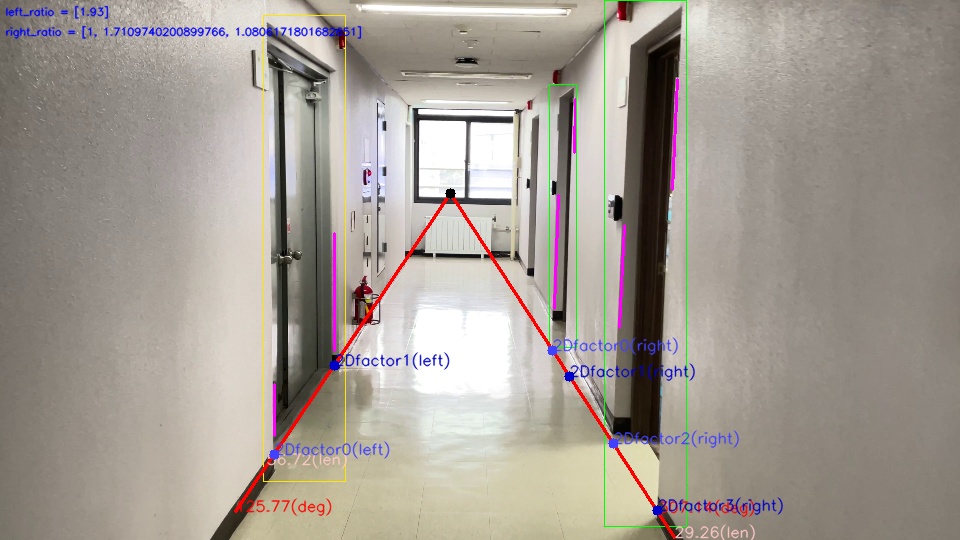 left_ratio = [1.93]
right_ratio = [1, 1.7109740200899766, 1.0806171801682651]
2Dfactor0(right)
2Dfactor1(left)
2Dfactor1(right)
2Dfactor2(right)
2Dfactor0(left)
36.72(len)
25.77(deg)
2Dfactor3(right)
29.26(len)